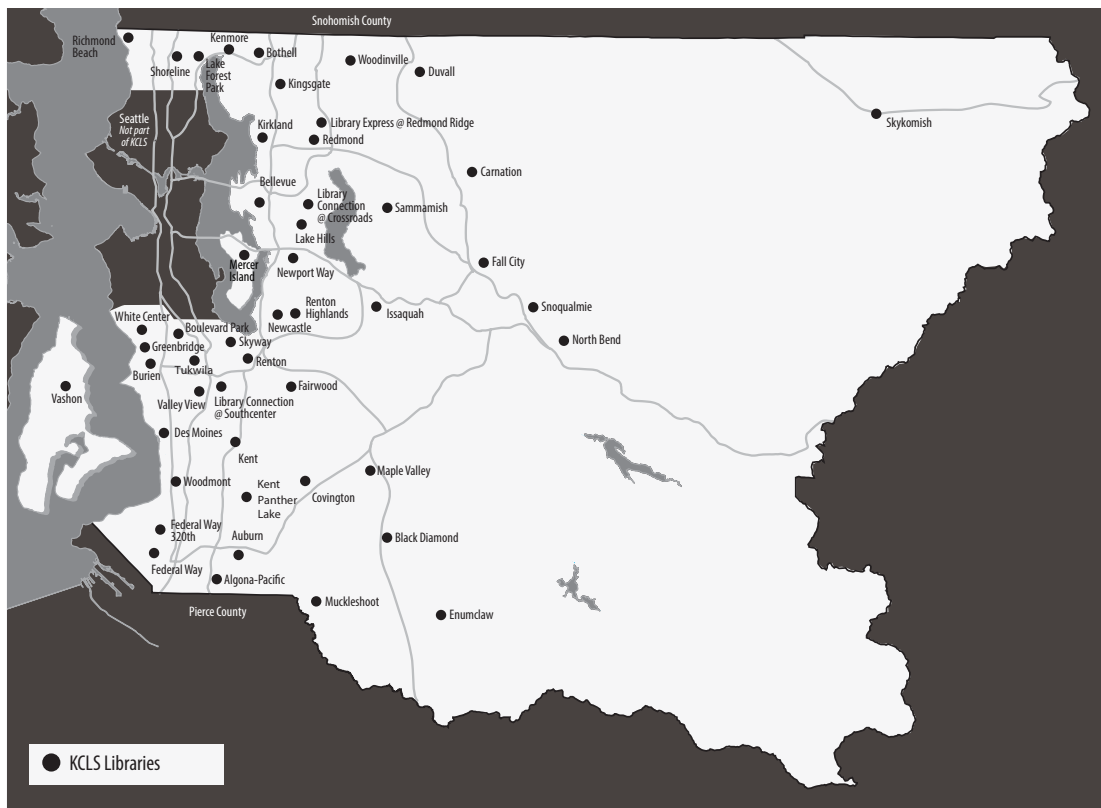 Snohomish County
Richmond
Beach
Kenmore
Shoreline
Lake
Forest
Park
Bothell
Woodinville
Duvall
Kingsgate
Seattle
Not part
of KCLS
Kirkland
Library Express @ Redmond Ridge
Redmond
Skykomish
Carnation
Bellevue
Library
Connection
@ Crossroads
Sammamish
Lake Hills
Mercer
Island
Newport Way
Fall City
White Center
Boulevard Park
Renton
Highlands
Newcastle
Issaquah
Snoqualmie
Greenbridge
Skyway
North Bend
Burien
Tukwila
Renton
Vashon
Valley View
Library Connection
@ Southcenter
Fairwood
Des Moines
Kent
Maple Valley
Woodmont
Kent
Panther
Lake
Covington
Federal Way
320th
Auburn
Black Diamond
Federal Way
Algona-Pacific
Pierce County
Muckleshoot
Enumclaw
KCLS Libraries